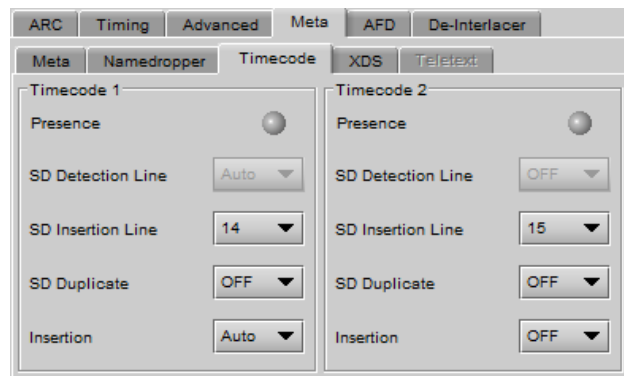 ARC Timing Advanced Meta AFD De-Interlacer
Meta Namedropper Timecode XDS Teletext
Timecode 1 Timecode 2
Presence Presence
SD Detection Line Auto SD Detection Line OFF
SD Insertion Line 14 SD Insertion Line 15
SD Duplicate OFF SD Duplicate OFF
Insertion Auto Insertion OFF